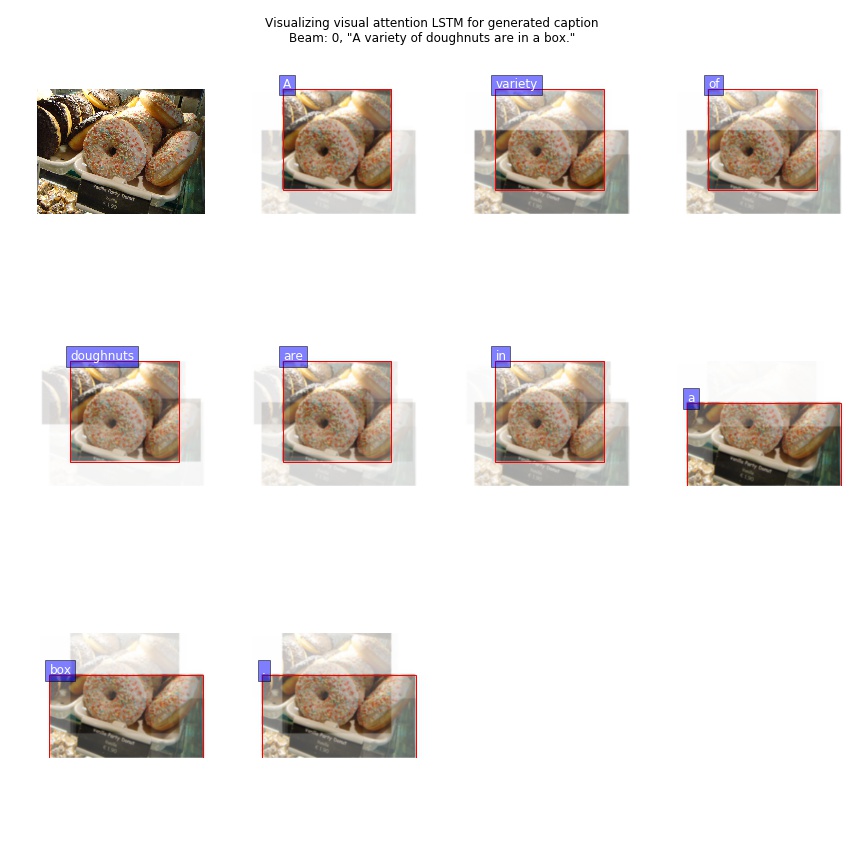 Visualizing visual attention LSTM for generated caption
Beam: 0, "A variety of doughnuts are in a box."
A
variety
of
doughnuts
are
in
a
box
.